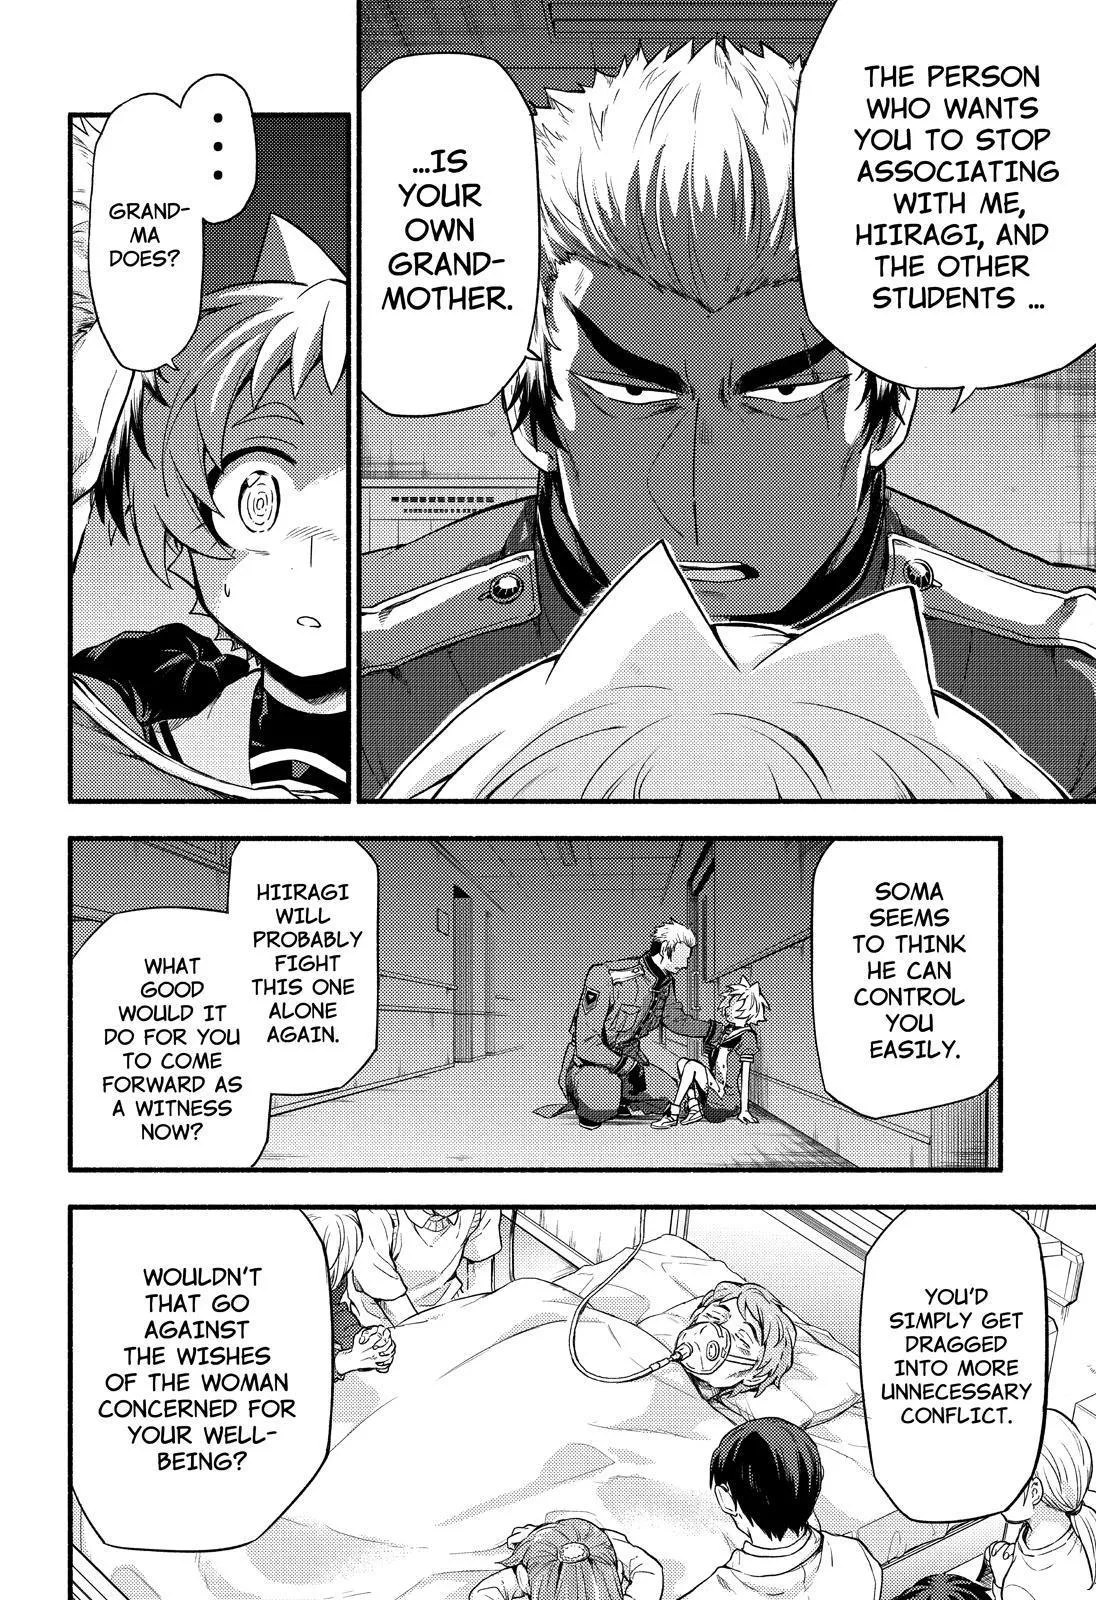 THE PERSON
WHO WANTS
YOU TO STOP
ASSOCIATING
WITH ME,
HIIRAGI, AND
THE OTHER
STUDENTS ...
...IS
YOUR
OWN
GRAND-
MOTHER.
...
GRAND-
MA
DOES?
SOMA
SEEMS
TO THINK
HE CAN
CONTROL
YOU
EASILY.
HIIRAGI
WILL
PROBABLY
FIGHT
THIS ONE
ALONE
AGAIN.
WHAT
GOOD
WOULD IT
DO FOR YOU
TO COME
FORWARD AS
A WITNESS
NOW?
YOU'D
SIMPLY GET
DRAGGED
INTO MORE
UNNECESSARY
CONFLICT.
WOULDN'T
THAT GO
AGAINST
THE WISHES
OF THE WOMAN
CONCERNED FOR
YOUR WELL-
BEING?